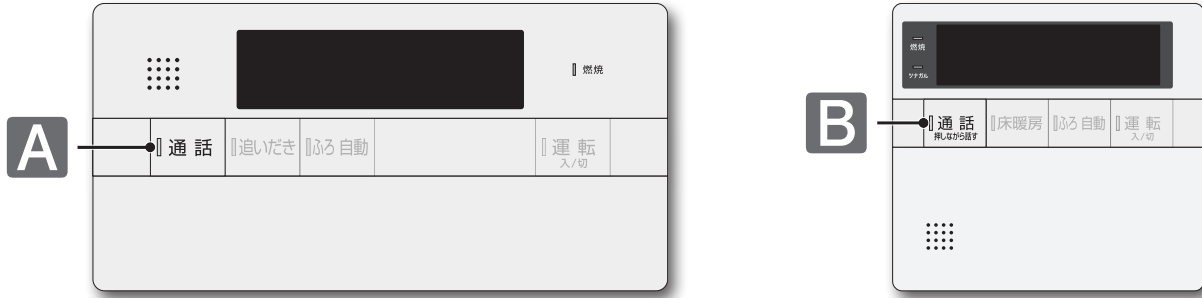 燃焼
A
通話
追いだき
ふろ 自動
運転
入/切
燃焼
ツナガル
B
通話
押しながら話す
床暖房
ふろ 自動
運転
入/切